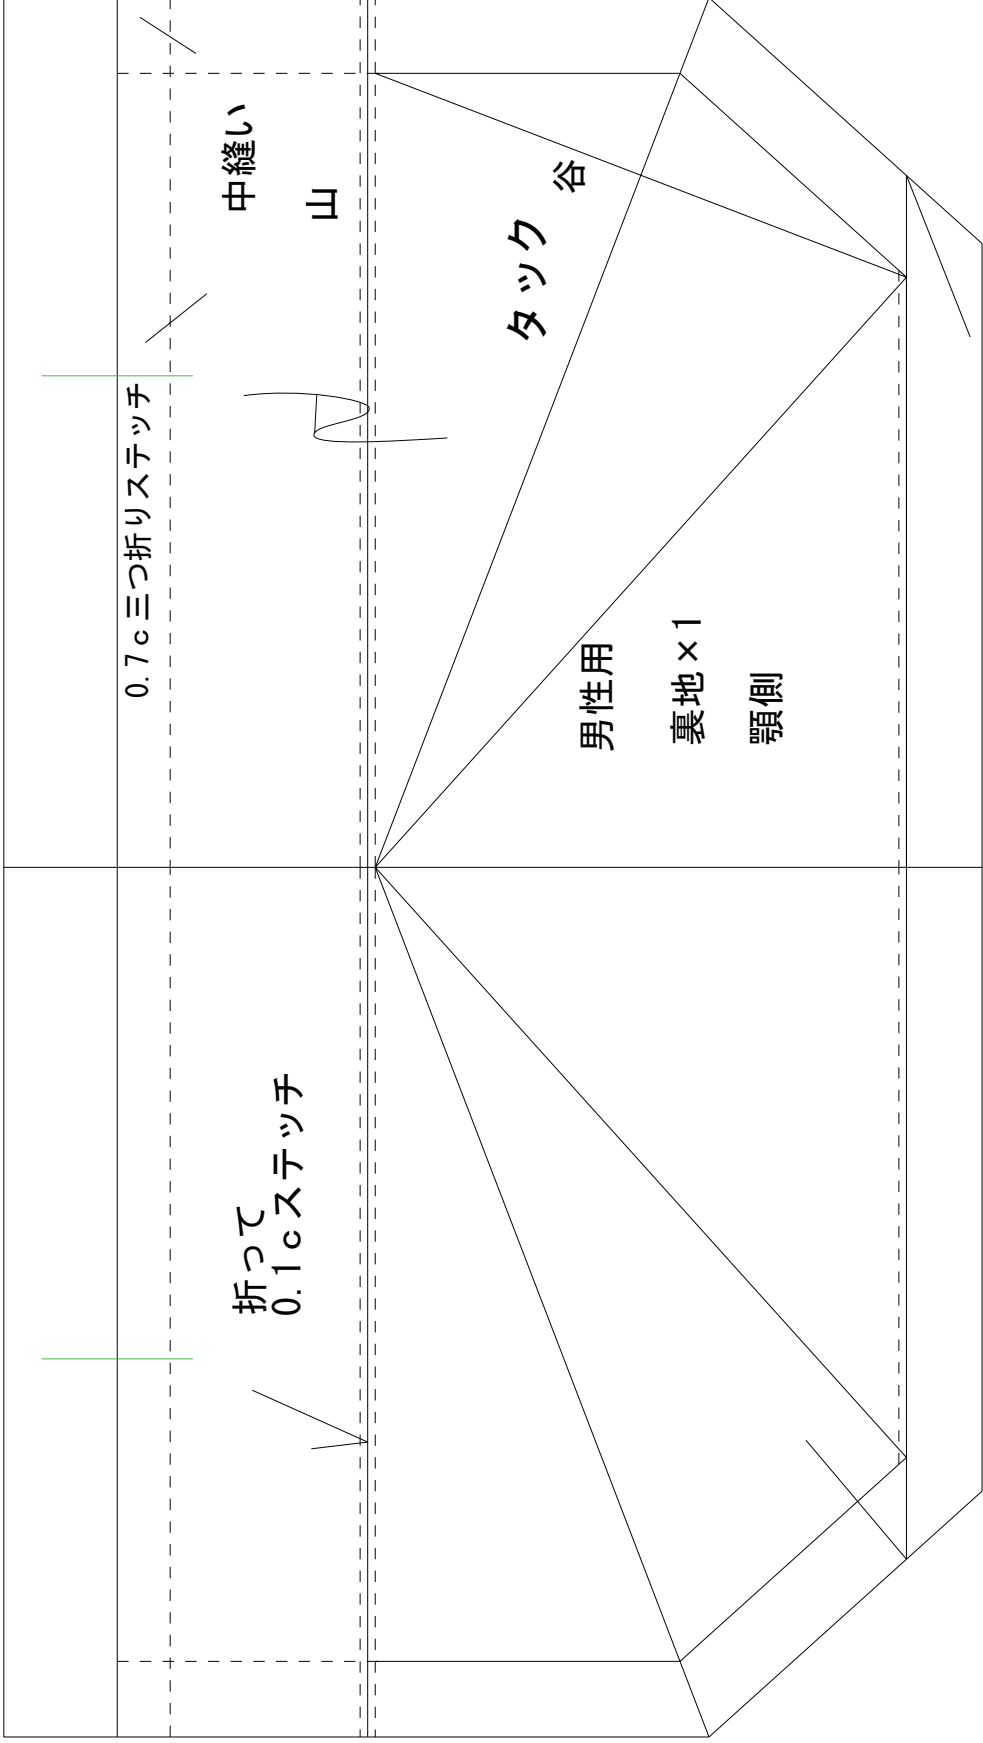 0.7c三つ折りステッチ
中縫い
山
タック
谷
折って
0.1cステッチ
男性用
裏地×1
顎側